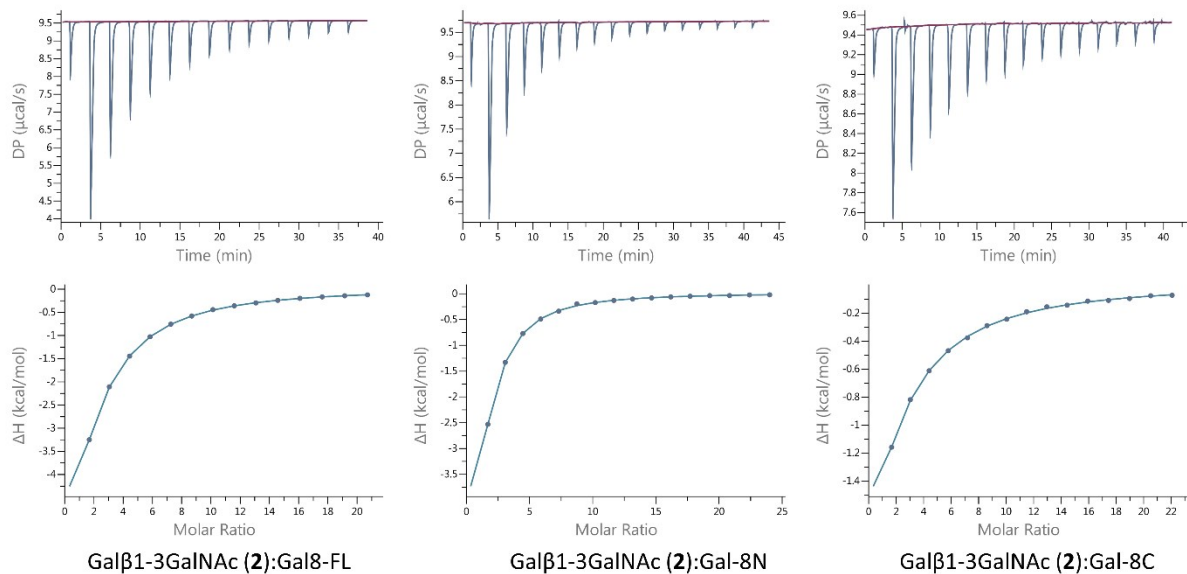 9.5
9
8.5
8
7.5
7
6.5
6
5.5
5
4.5
4
DP (µcal/s)
0 5 10 15 20 25 30 35 40
Time (min)
9.5
9
8.5
8
7.5
7
6.5
6
DP (µcal/s)
0 5 10 15 20 25 30 35 40 45
Time (min)
9.6
9.4
9.2
9
8.8
8.6
8.4
8.2
8
7.8
7.6
DP (µcal/s)
0 5 10 15 20 25 30 35 40
Time (min)
0
-0.5
-1
-1.5
-2
-2.5
-3
-3.5
-4
ΔH (kcal/mol)
0 2 4 6 8 10 12 14 16 18 20
Molar Ratio
0
-0.5
-1
-1.5
-2
-2.5
-3
-3.5
ΔH (kcal/mol)
0 5 10 15 20 25
Molar Ratio
-0.2
-0.4
-0.6
-0.8
-1
-1.2
-1.4
ΔH (kcal/mol)
0 2 4 6 8 10 12 14 16 18 20 22
Molar Ratio
Galβ1-3GalNAc (2):Gal8-FL
Galβ1-3GalNAc (2):Gal-8N
Galβ1-3GalNAc (2):Gal-8C